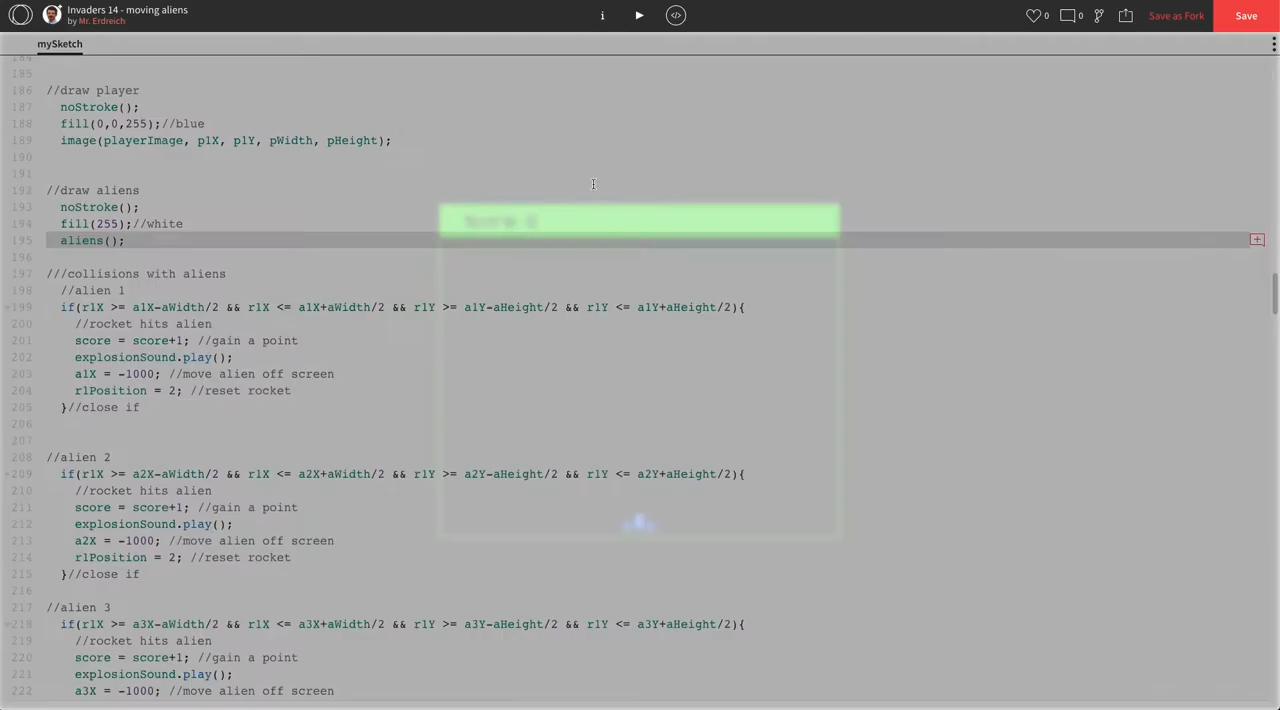 Invaders 14 - moving aliens
by Mr. Erdreich
i
</>
0
0
Save as Fork
Save
mySketch
184
185
186 //draw player
187 noStroke();
188 fill(0,0,255);//blue
189 image(playerImage, p1X, p1Y, pWidth, pHeight);
190
191
192 //draw aliens
193 noStroke();
194 fill(255);//white
195 aliens();
196
197 ///collisions with aliens
198 //alien 1
199 if(r1X >= a1X-aWidth/2 && r1X <= a1X+aWidth/2 && r1Y >= a1Y-aHeight/2 && r1Y <= a1Y+aHeight/2){
200 //rocket hits alien
201 score = score+1; //gain a point
202 explosionSound.play();
203 a1X = -1000; //move alien off screen
204 r1Position = 2; //reset rocket
205 }//close if
206
207
208 //alien 2
209 if(r1X >= a2X-aWidth/2 && r1X <= a2X+aWidth/2 && r1Y >= a2Y-aHeight/2 && r1Y <= a2Y+aHeight/2){
210 //rocket hits alien
211 score = score+1; //gain a point
212 explosionSound.play();
213 a2X = -1000; //move alien off screen
214 r1Position = 2; //reset rocket
215 }//close if
216
217 //alien 3
218 if(r1X >= a3X-aWidth/2 && r1X <= a3X+aWidth/2 && r1Y >= a3Y-aHeight/2 && r1Y <= a3Y+aHeight/2){
219 //rocket hits alien
220 score = score+1; //gain a point
221 explosionSound.play();
222 a3X = -1000; //move alien off screen